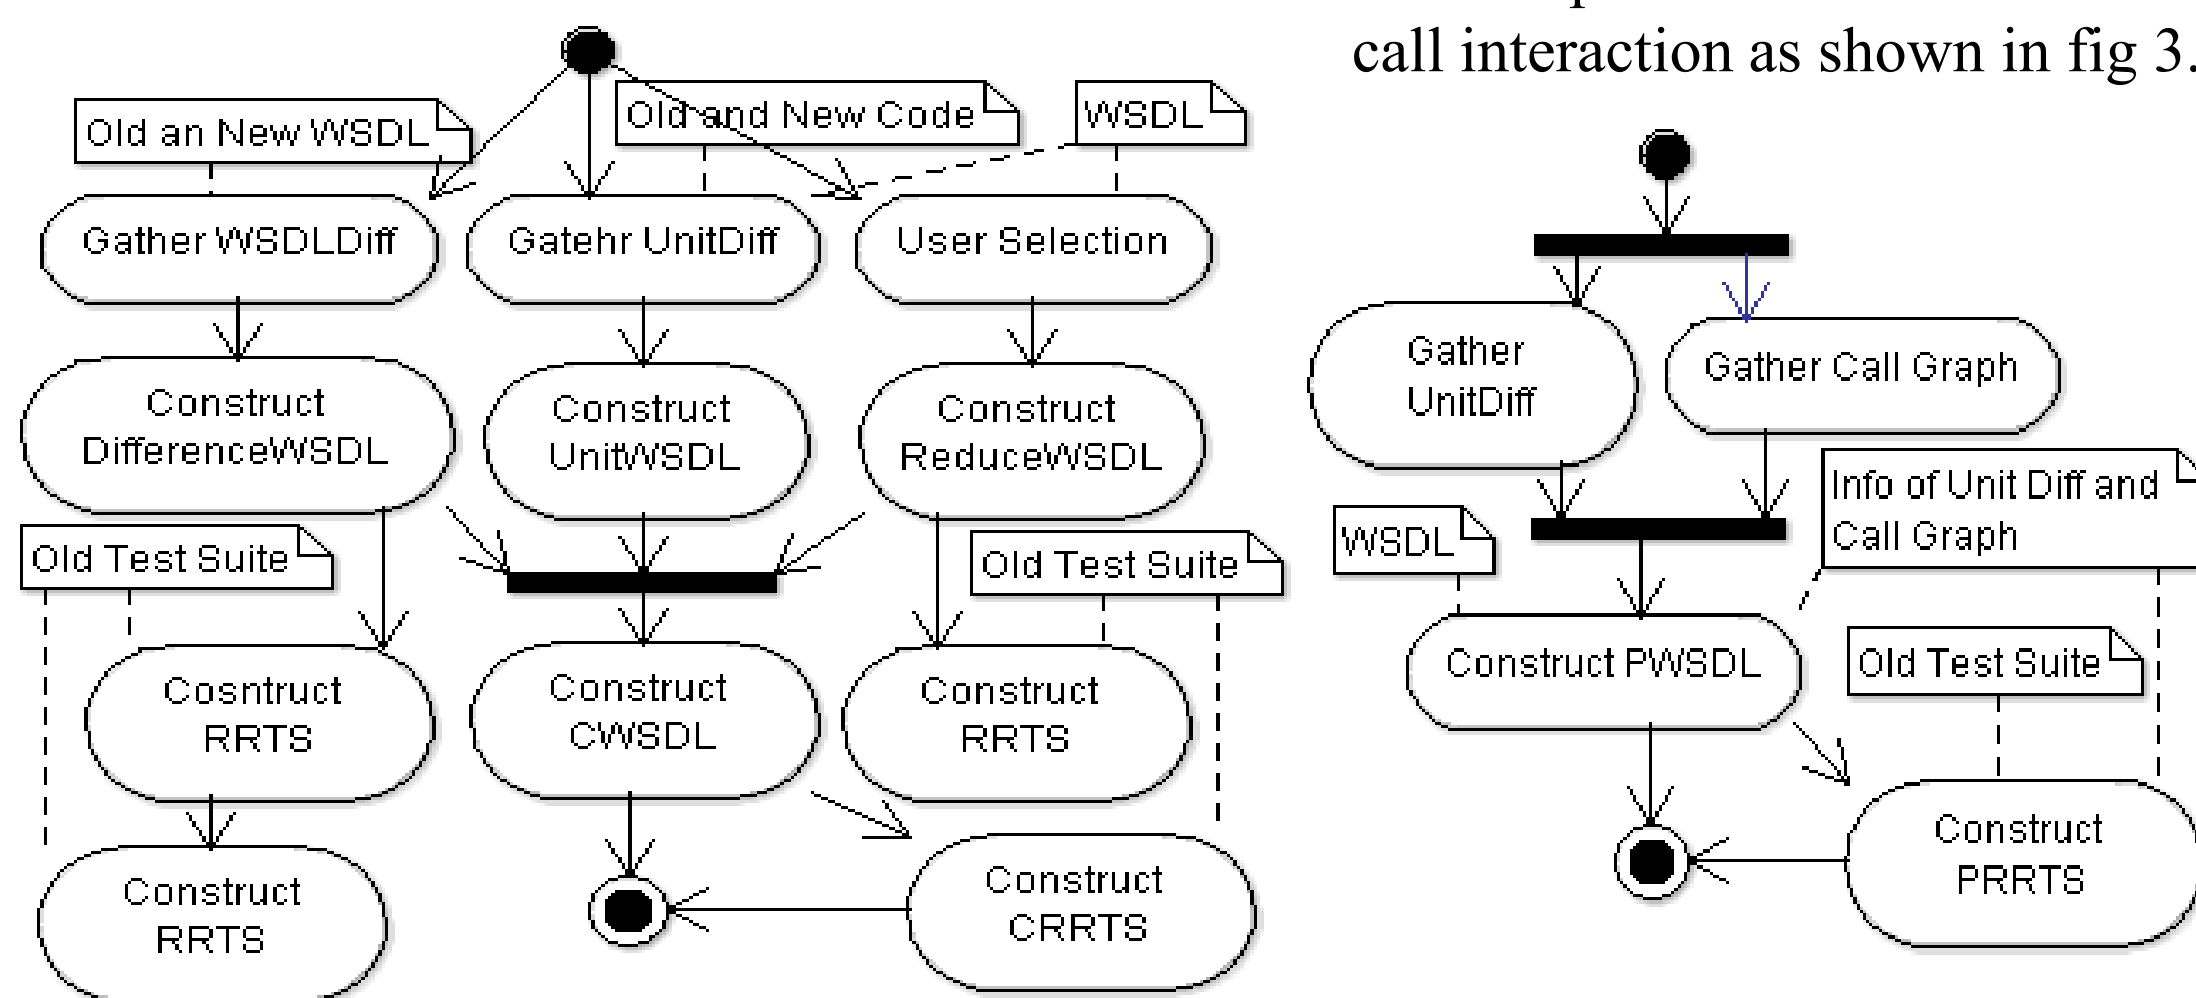 call interaction as shown in fig 3.
Old an New WSDL
Old and New Code
WSDL
Gather WSDLDiff
Gatehr UnitDiff
User Selection
Construct
DifferenceWSDL
Construct
UnitWSDL
Construct
ReduceWSDL
Old Test Suite
Old Test Suite
Cosntruct
RRTS
Construct
CWSDL
Construct
RRTS
Construct
RRTS
Construct
CRRTS
Gather
UnitDiff
Gather Call Graph
WSDL
Info of Unit Diff and
Call Graph
Construct PWSDL
Old Test Suite
Construct
PRRTS